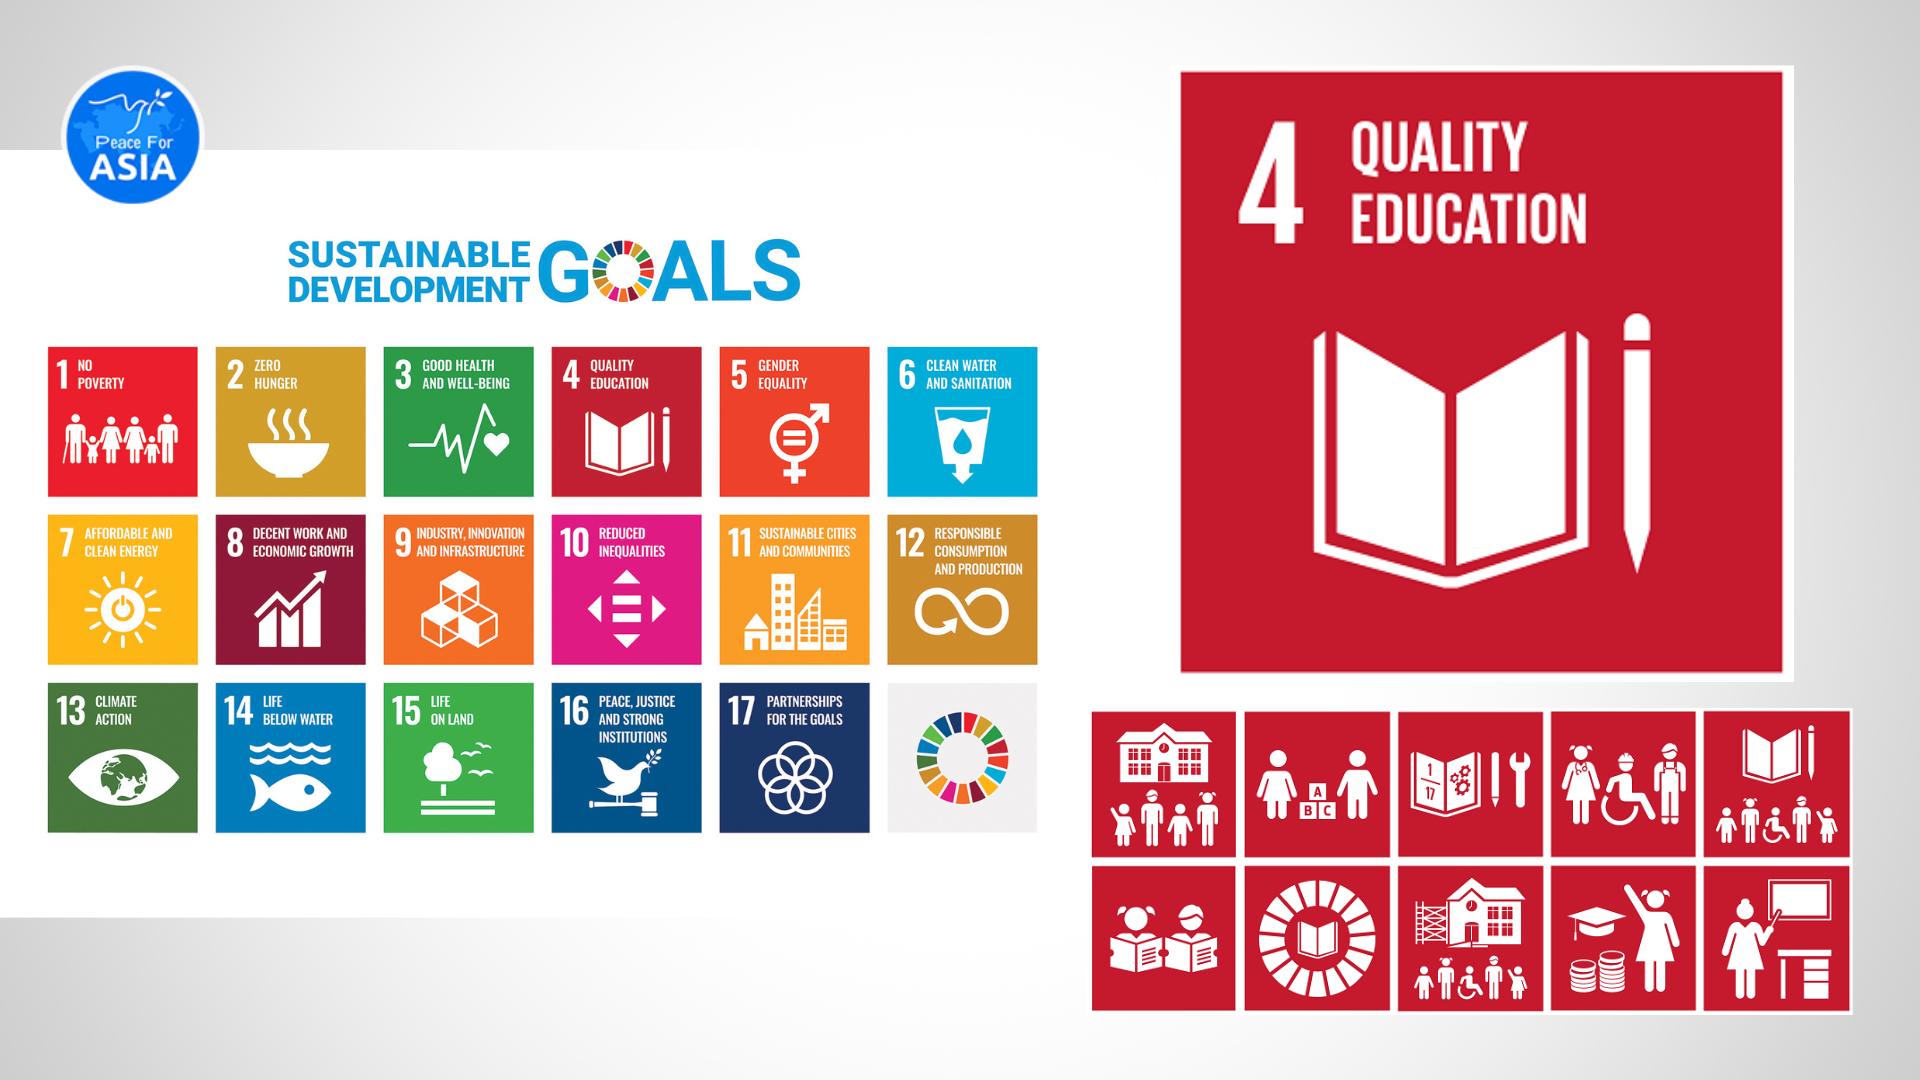 Peace For
ASIA
SUSTAINABLE
DEVELOPMENT
GOALS
1 NO
POVERTY
2 ZERO
HUNGER
3 GOOD HEALTH
AND WELL-BEING
4 QUALITY
EDUCATION
5 GENDER
EQUALITY
6 CLEAN WATER
AND SANITATION
7 AFFORDABLE AND
CLEAN ENERGY
8 DECENT WORK AND
ECONOMIC GROWTH
9 INDUSTRY, INNOVATION
AND INFRASTRUCTURE
10 REDUCED
INEQUALITIES
11 SUSTAINABLE CITIES
AND COMMUNITIES
12 RESPONSIBLE
CONSUMPTION
AND PRODUCTION
13 CLIMATE
ACTION
14 LIFE
BELOW WATER
15 LIFE
ON LAND
16 PEACE, JUSTICE
AND STRONG
INSTITUTIONS
17 PARTNERSHIPS
FOR THE GOALS
4 QUALITY
EDUCATION
A
B C
1
17